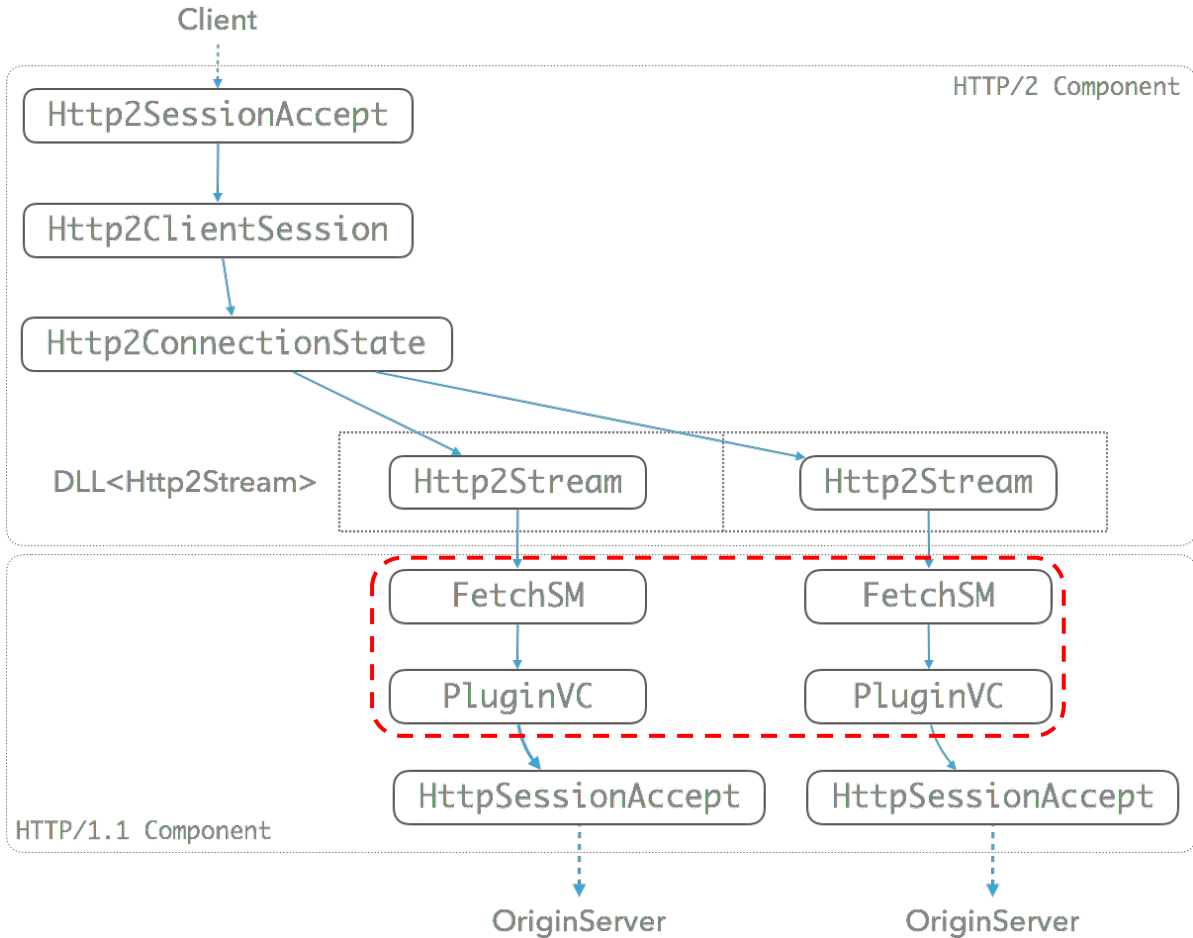 Client
HTTP/2 Component
Http2SessionAccept
Http2ClientSession
Http2ConnectionState
DLL<Http2Stream>
Http2Stream
Http2Stream
FetchSM
FetchSM
PluginVC
PluginVC
HttpSessionAccept
HttpSessionAccept
HTTP/1.1 Component
OriginServer
OriginServer